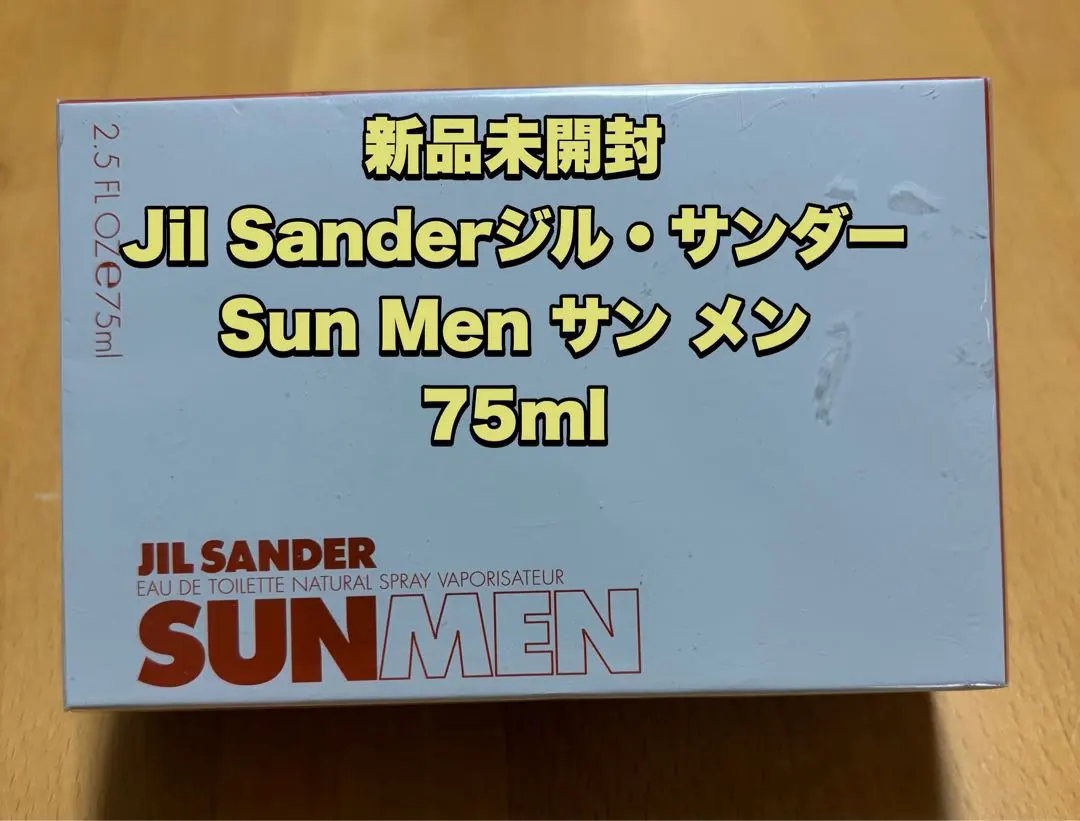 新品未開封
Jil Sanderジル・サンダー
Sun Men サン メン
75ml
2.5 FL OZ e 75ml
JIL SANDER
EAU DE TOILETTE NATURAL SPRAY VAPORISATEUR
SUNMEN